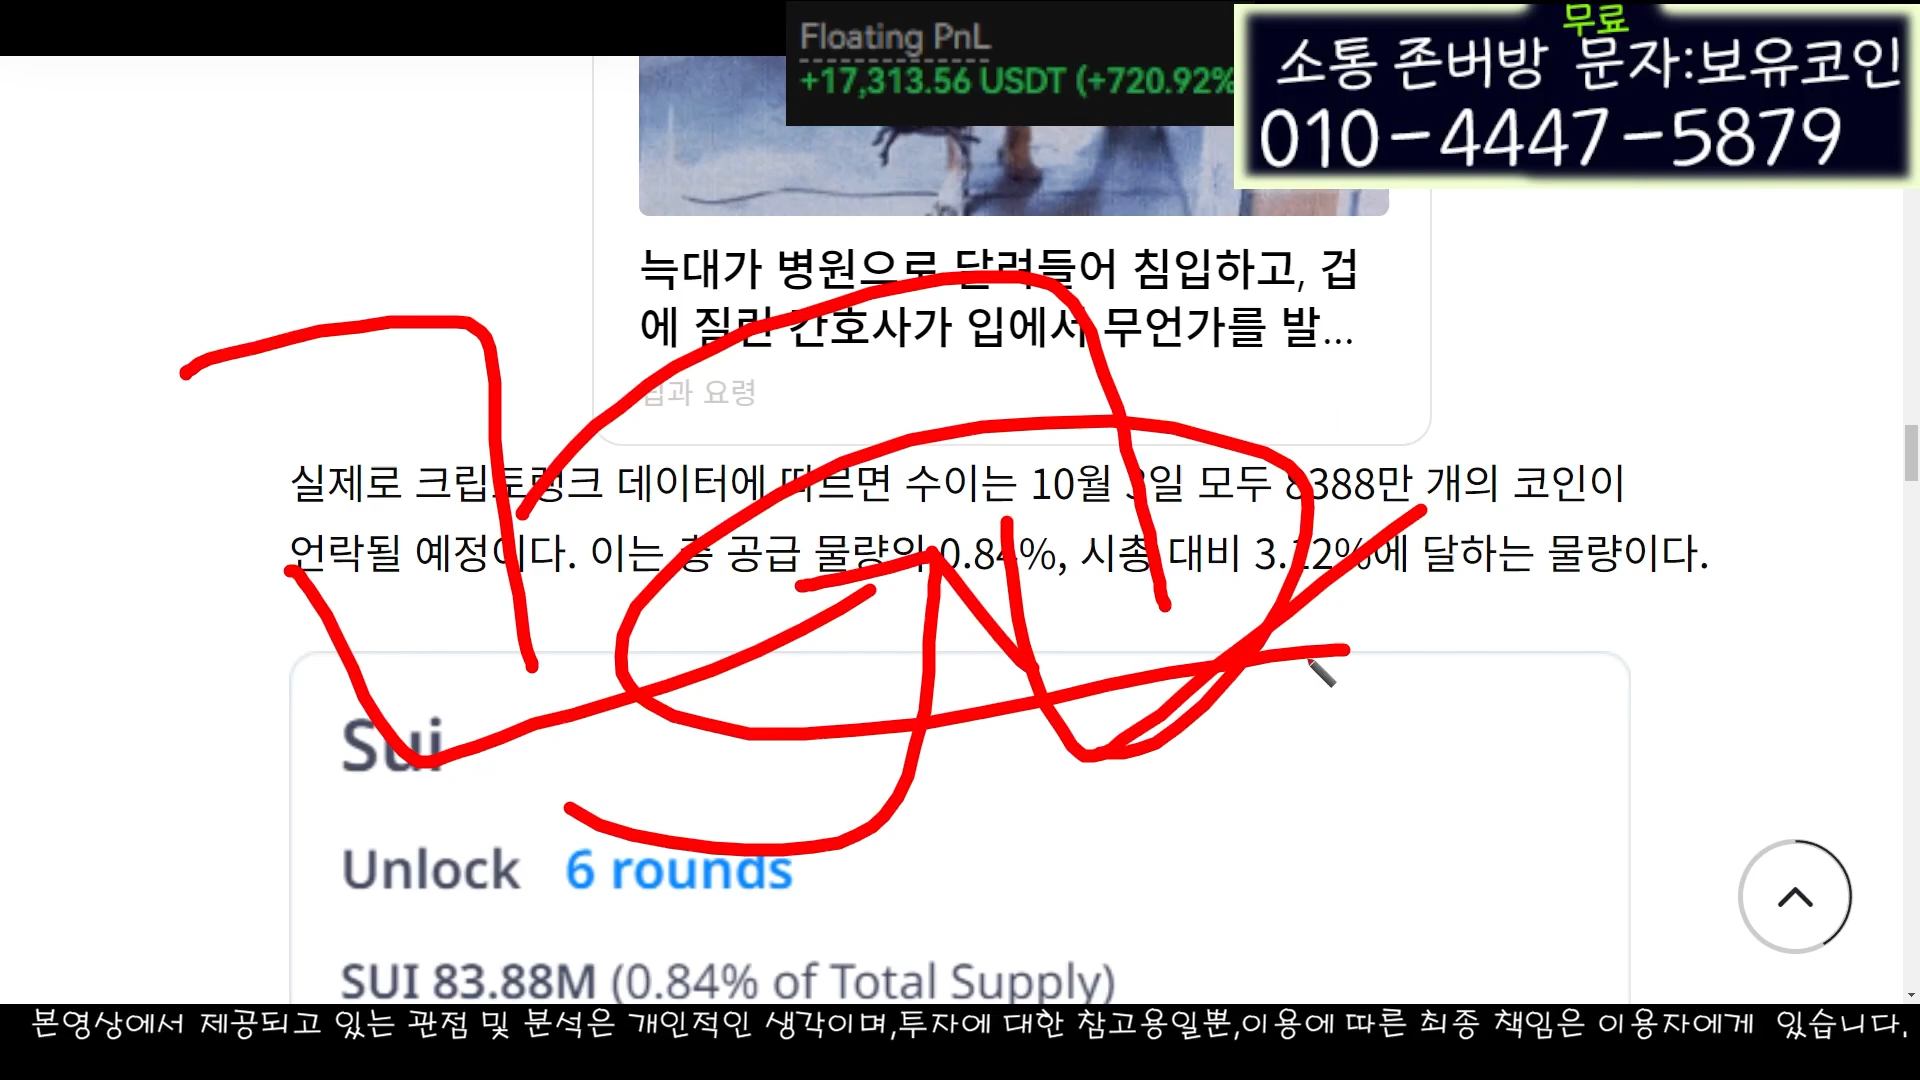 Floating PnL
+17,313.56 USDT (+720.92%
무료
소통 존버방 문자:보유코인
010-4447-5879
늑대가 병원으로 달려들어 침입하고, 겁
에 질린 간호사가 입에서 무언가를 발...
팁과 요령
실제로 크립토랭크 데이터에 따르면 수이는 10월 3일 모두 8388만 개의 코인이
언락될 예정이다. 이는 총 공급 물량의 0.84%, 시총 대비 3.12%에 달하는 물량이다.
Sui
Unlock 6 rounds
SUI 83.88M (0.84% of Total Supply)
본영상에서 제공되고 있는 관점 및 분석은 개인적인 생각이며,투자에 대한 참고용일뿐,이용에 따른 최종 책임은 이용자에게 있습니다.